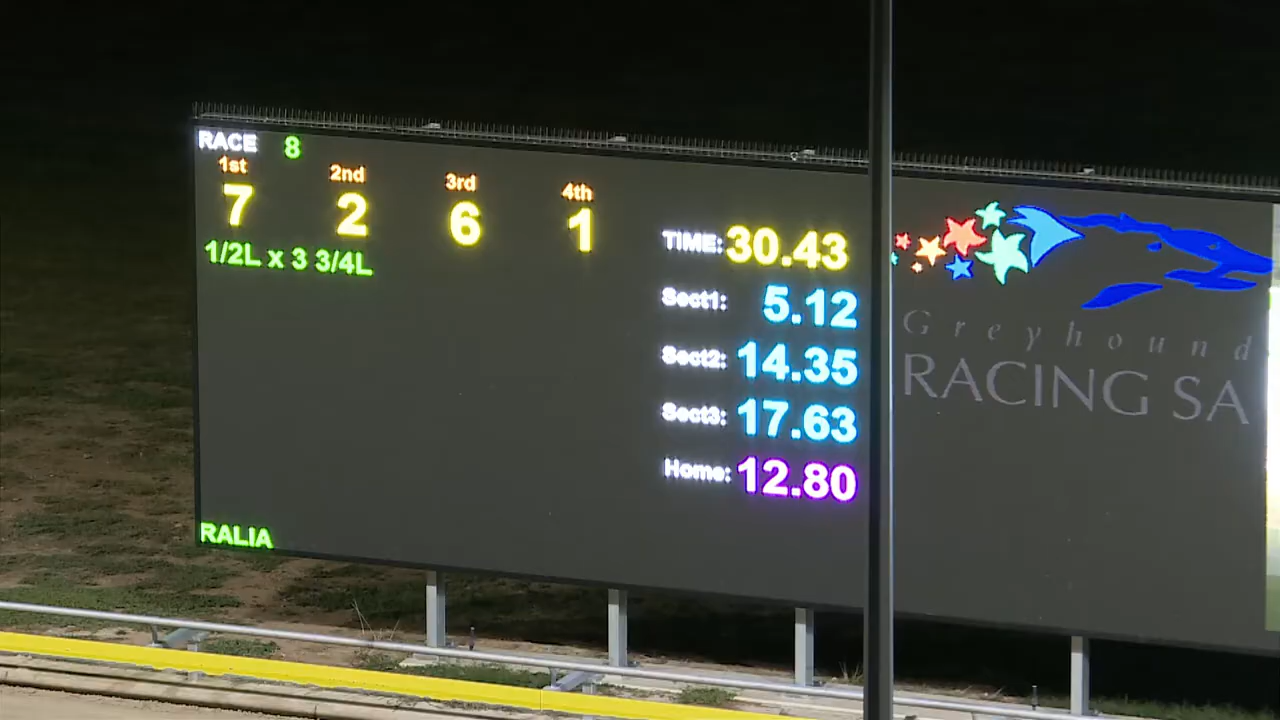 RACE 8
1st 2nd 3rd 4th
7 2 6 1
1/2L x 3 3/4L
TIME: 30.43
Sect1: 5.12
Sect2: 14.35
Sect3: 17.63
Home: 12.80
RALIA
Greyhound
RACING SA